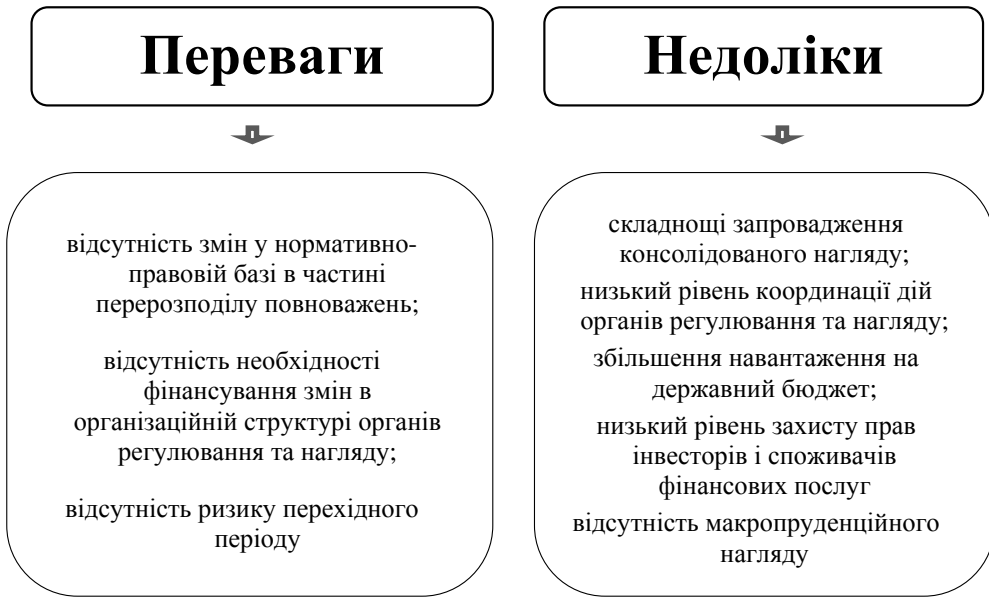 Переваги
відсутність змін у нормативно-
правовій базі в частині
перерозподілу повноважень;
відсутність необхідності
фінансування змін в
організаційній структурі органів
регулювання та нагляду;
відсутність ризику перехідного
періоду
Недоліки
складнощі запровадження
консолідованого нагляду;
низький рівень координації дій
органів регулювання та нагляду;
збільшення навантаження на
державний бюджет;
низький рівень захисту прав
інвесторів і споживачів
фінансових послуг
відсутність макропруденційного
нагляду